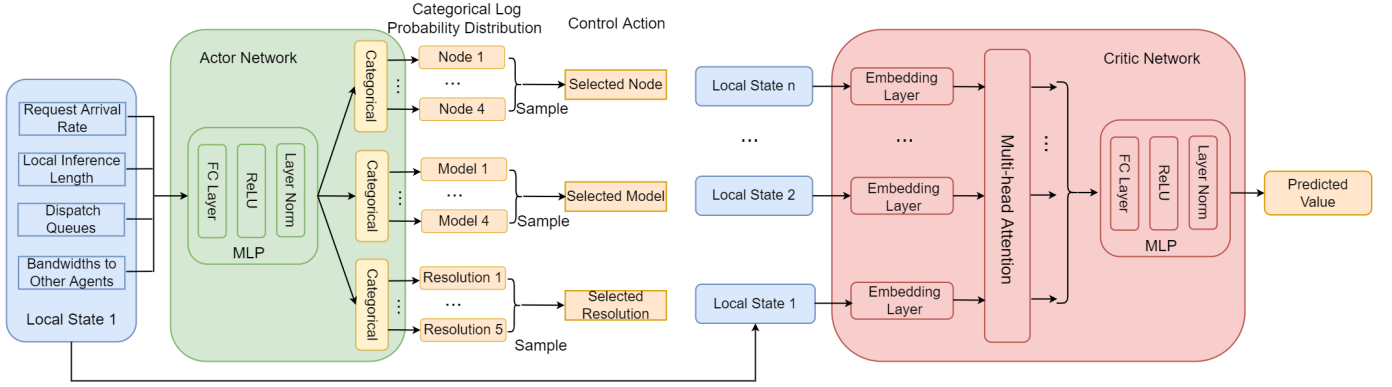 Categorical Log
Probability Distribution
Control Action
Actor Network
Critic Network
Request Arrival
Rate
Local Inference
Length
Dispatch
Queues
Bandwidths to
Other Agents
Local State 1
FC Layer
ReLU
Layer Norm
MLP
Categorical
Node 1
...
...
Node 4
Sample
Selected Node
Categorical
Model 1
...
...
Model 4
Sample
Selected Model
Categorical
Resolution 1
...
...
Resolution 5
Sample
Selected
Resolution
Local State n
...
Local State 2
Local State 1
Embedding
Layer
...
Embedding
Layer
Embedding
Layer
Multi-head Attention
...
FC Layer
ReLU
Layer Norm
MLP
Predicted
Value